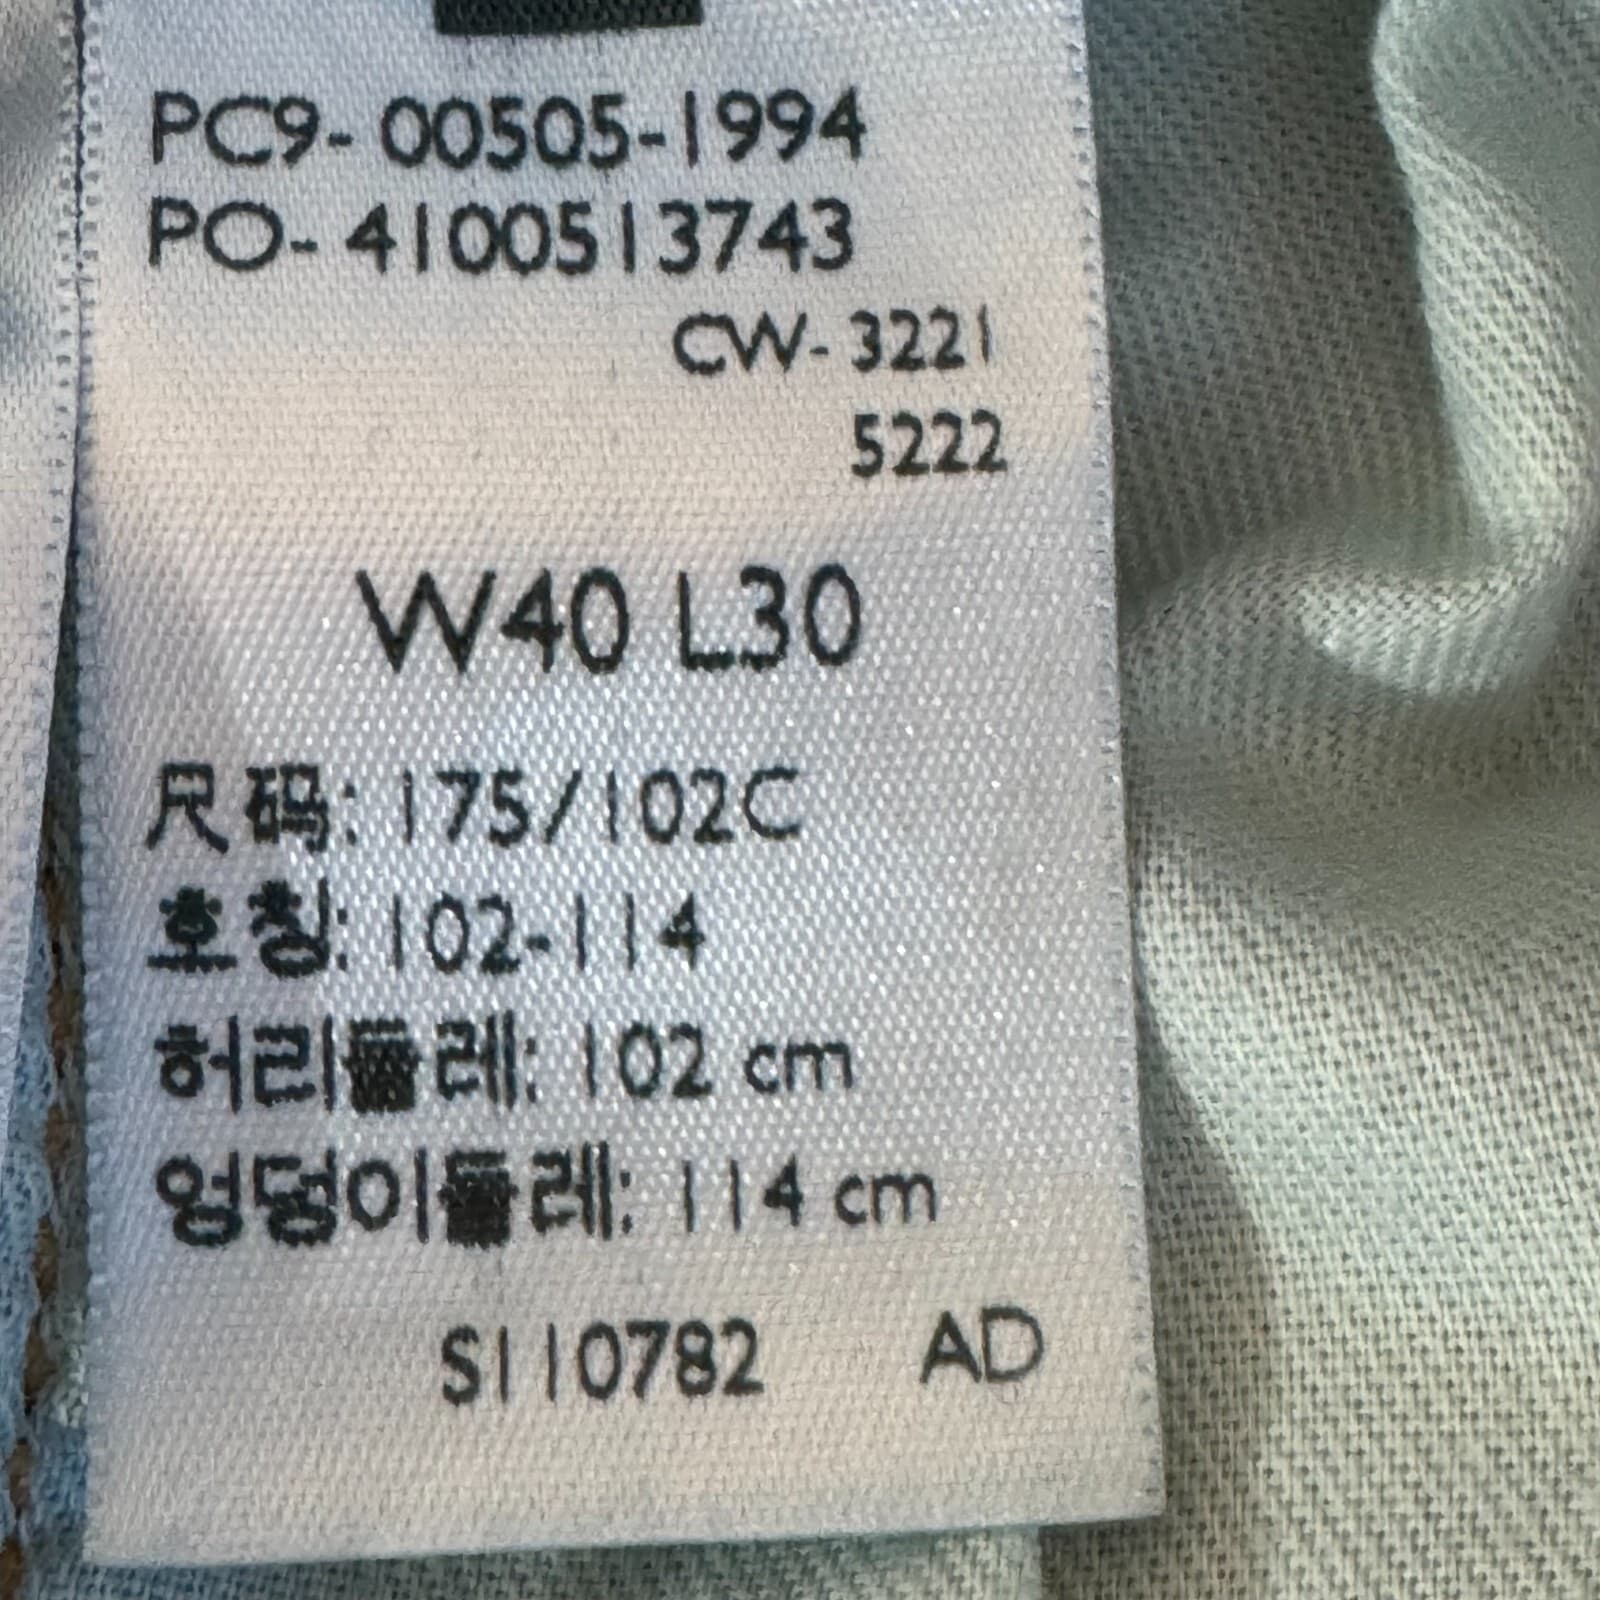 PC9- 00505-1994
PO- 4100513743
CW- 3221
5222
W40 L30
尺码: 175/102C
호칭: 102-114
허리둘레: 102 cm
엉덩이둘레: 114 cm
S110782 AD